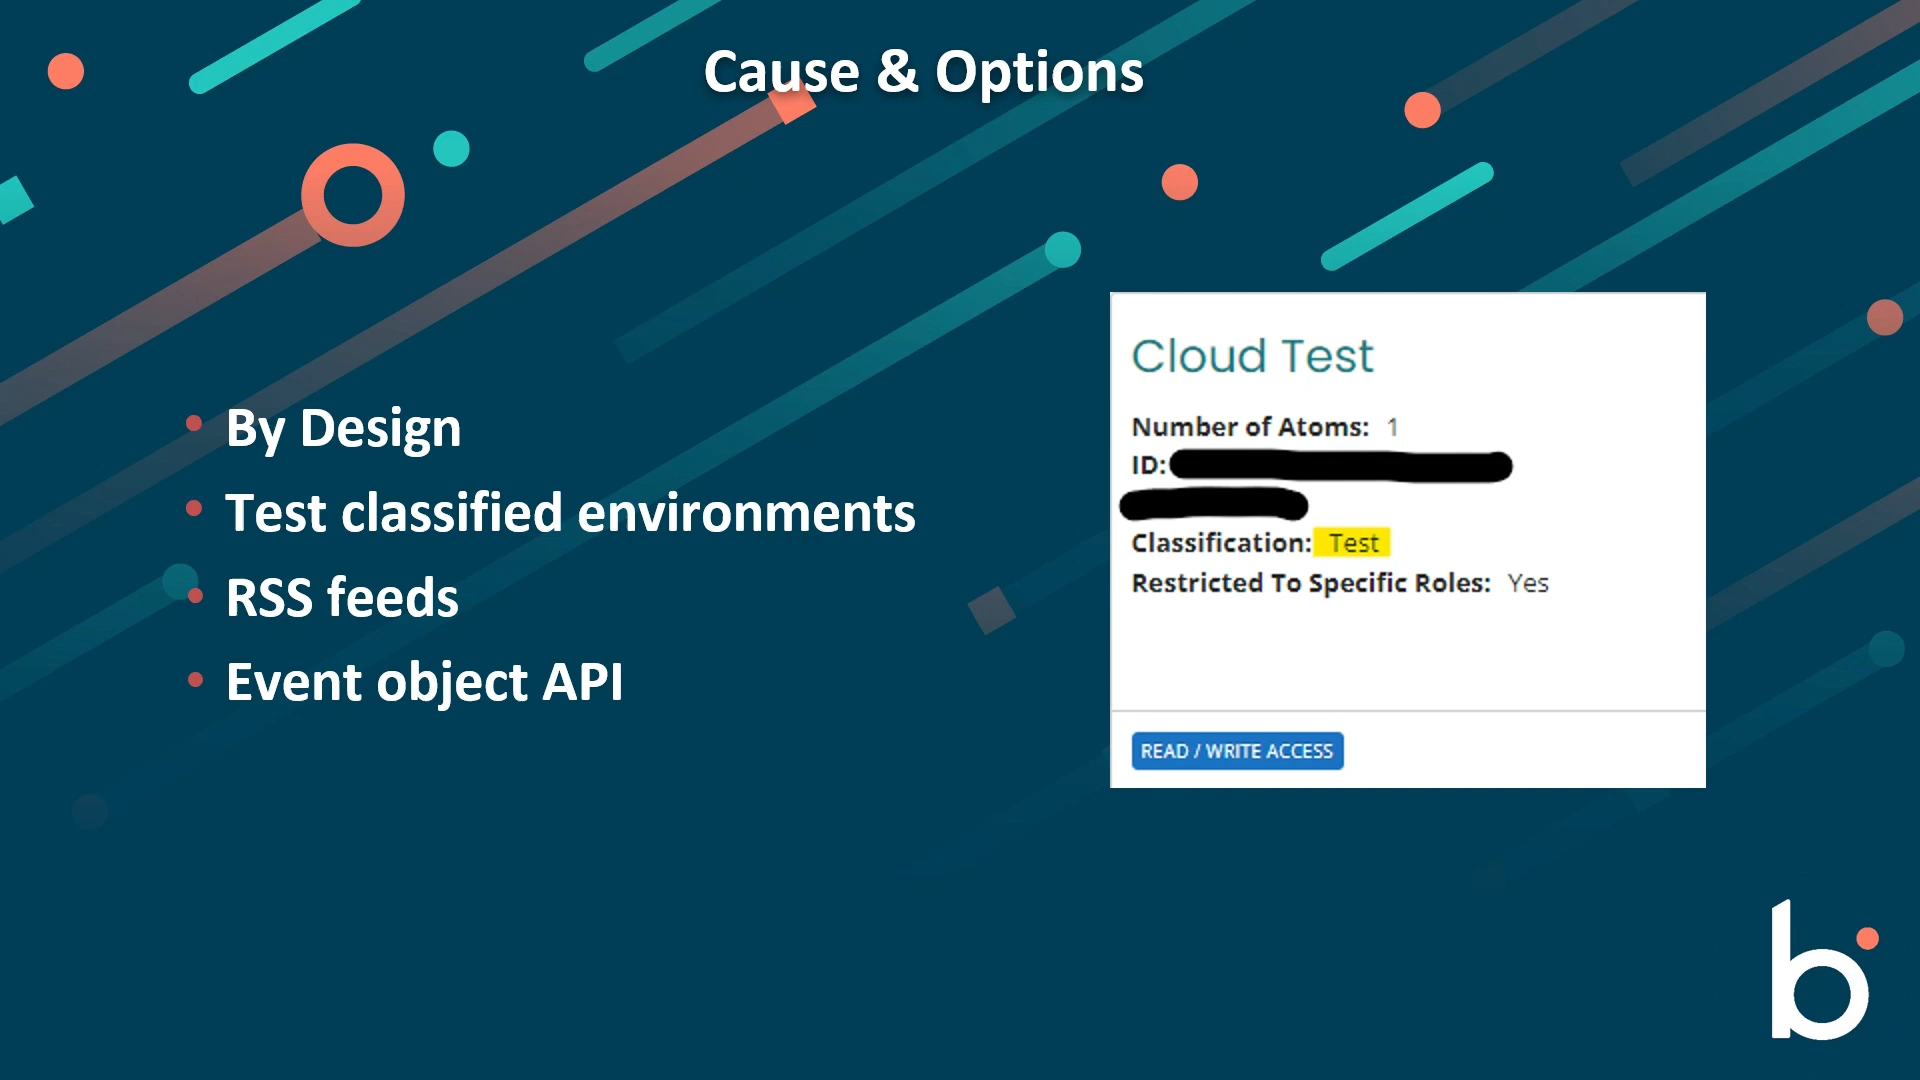 Cause & Options
By Design
Test classified environments
RSS feeds
Event object API
Cloud Test
Number of Atoms: 1
ID:
Classification: Test
Restricted To Specific Roles: Yes
READ / WRITE ACCESS
b